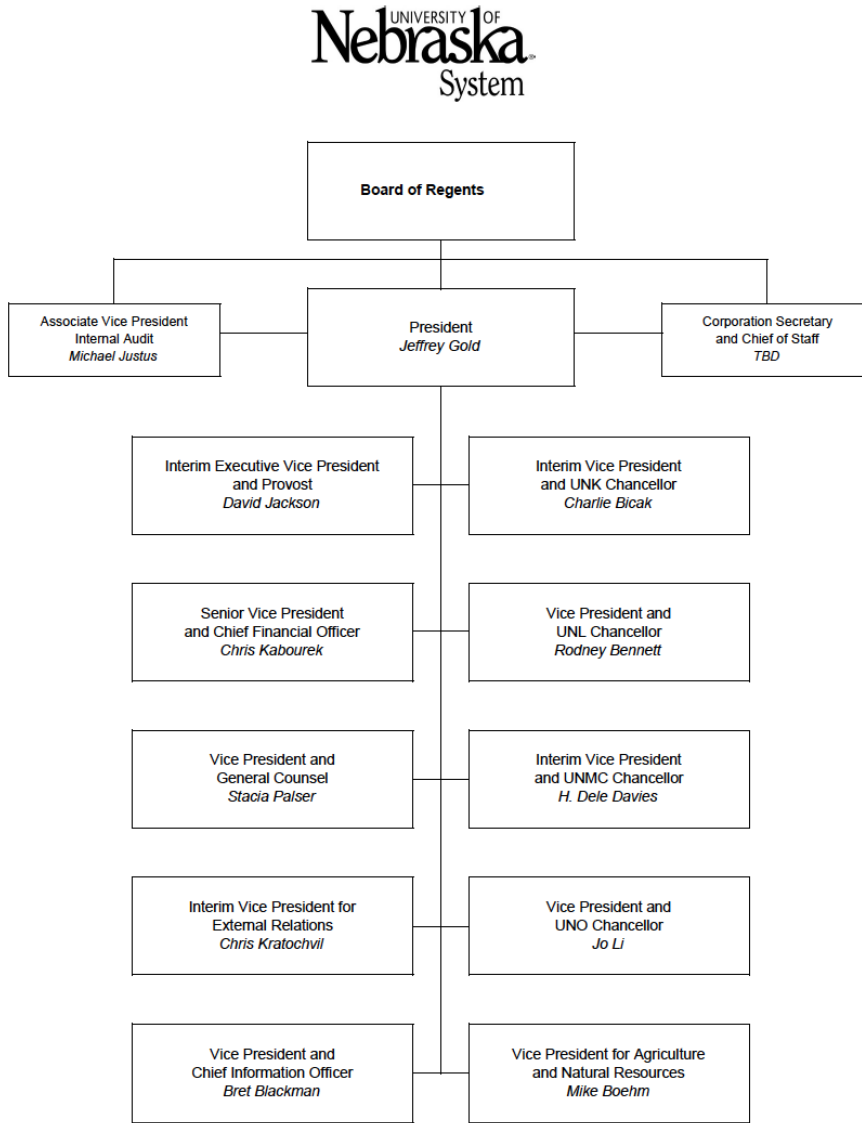 UNIVERSITY OF
Nebraska
System
Board of Regents
Associate Vice President
Internal Audit
Michael Justus
President
Jeffrey Gold
Corporation Secretary
and Chief of Staff
TBD
Interim Executive Vice President
and Provost
David Jackson
Interim Vice President
and UNK Chancellor
Charlie Bicak
Senior Vice President
and Chief Financial Officer
Chris Kabourek
Vice President and
UNL Chancellor
Rodney Bennett
Vice President and
General Counsel
Stacia Palser
Interim Vice President
and UNMC Chancellor
H. Dele Davies
Interim Vice President for
External Relations
Chris Kratochvil
Vice President and
UNO Chancellor
Jo Li
Vice President and
Chief Information Officer
Bret Blackman
Vice President for Agriculture
and Natural Resources
Mike Boehm